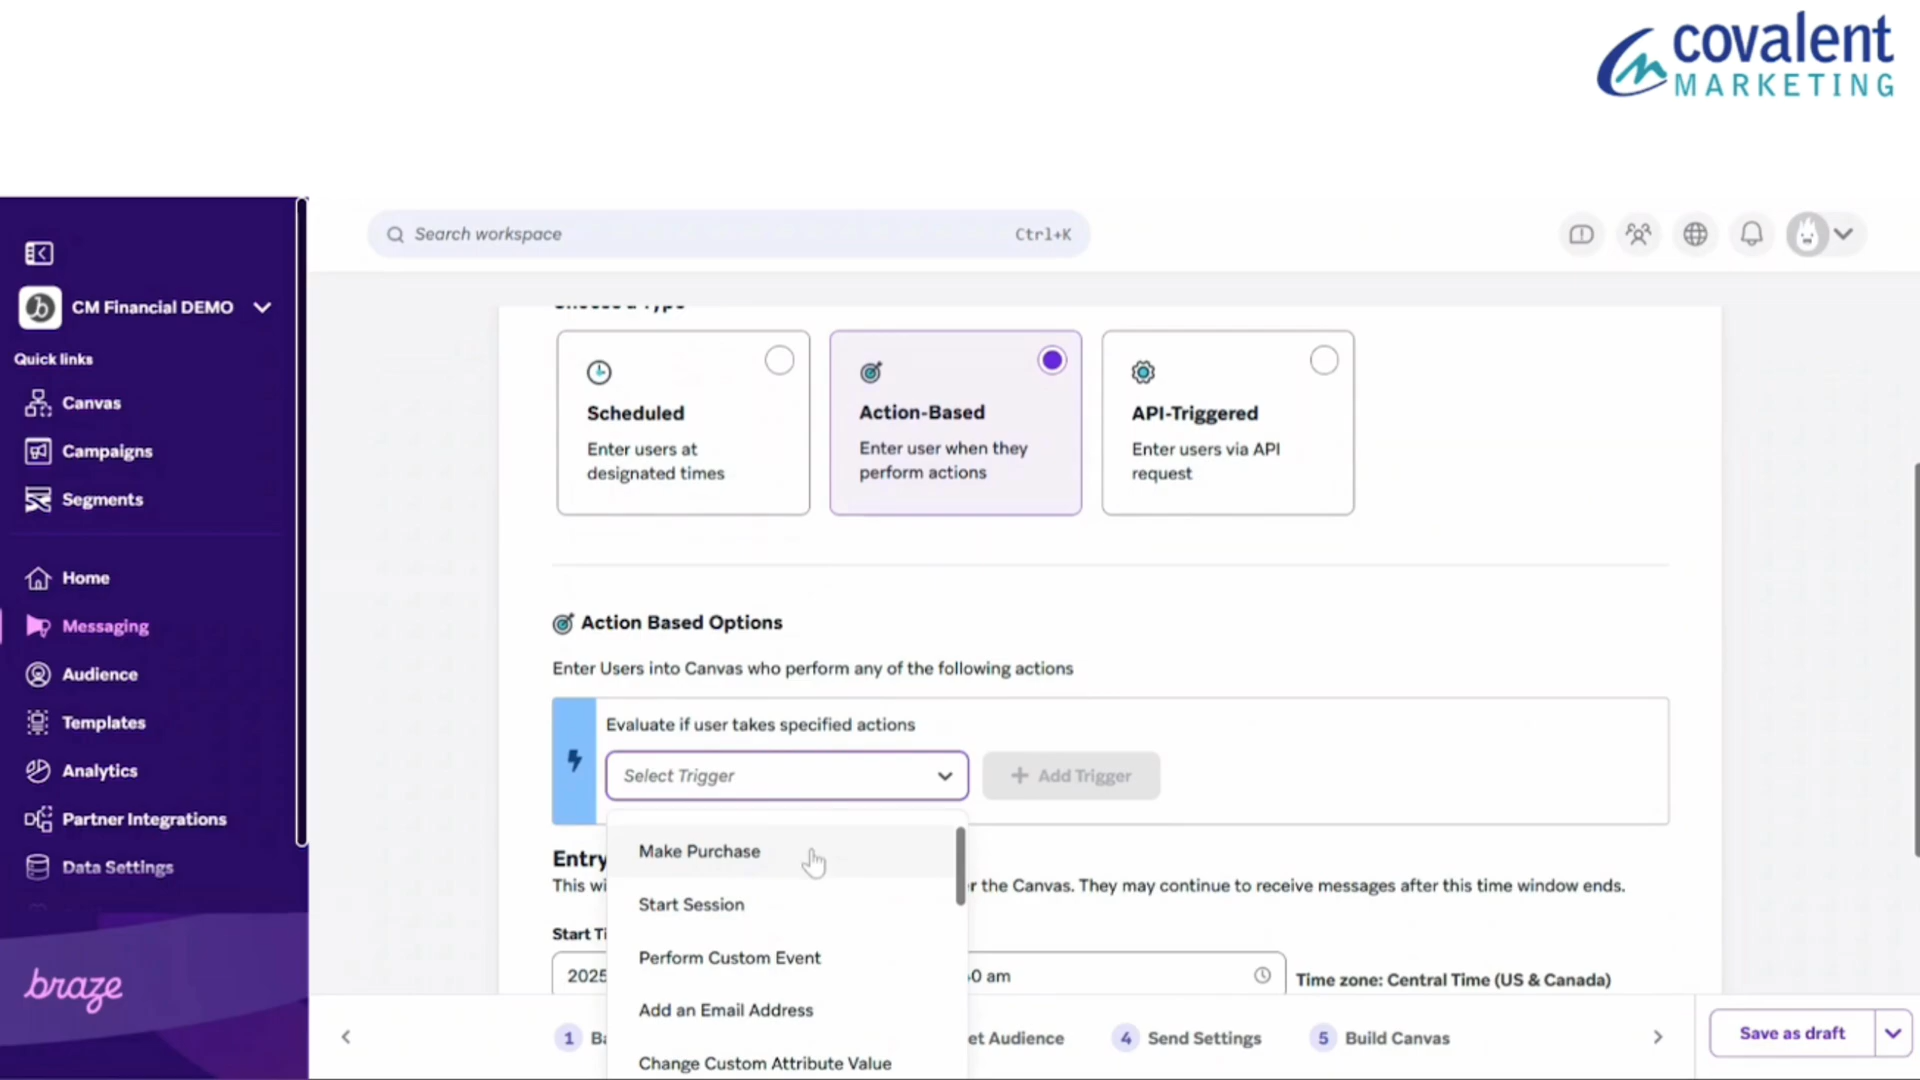 covalent
MARKETING
Search workspace
Ctrl+K
CM Financial DEMO
Quick links
Canvas
Campaigns
Segments
Home
Messaging
Audience
Templates
Analytics
Partner Integrations
Data Settings
braze
Scheduled
Enter users at
designated times
Action-Based
Enter user when they
perform actions
API-Triggered
Enter users via API
request
Action Based Options
Enter Users into Canvas who perform any of the following actions
Evaluate if user takes specified actions
Select Trigger
+ Add Trigger
Make Purchase
Start Session
Perform Custom Event
Add an Email Address
Change Custom Attribute Value
Entry
This wi
r the Canvas. They may continue to receive messages after this time window ends.
Start Ti
2025
0 am
Time zone: Central Time (US & Canada)
1 Ba
et Audience
4 Send Settings
5 Build Canvas
Save as draft